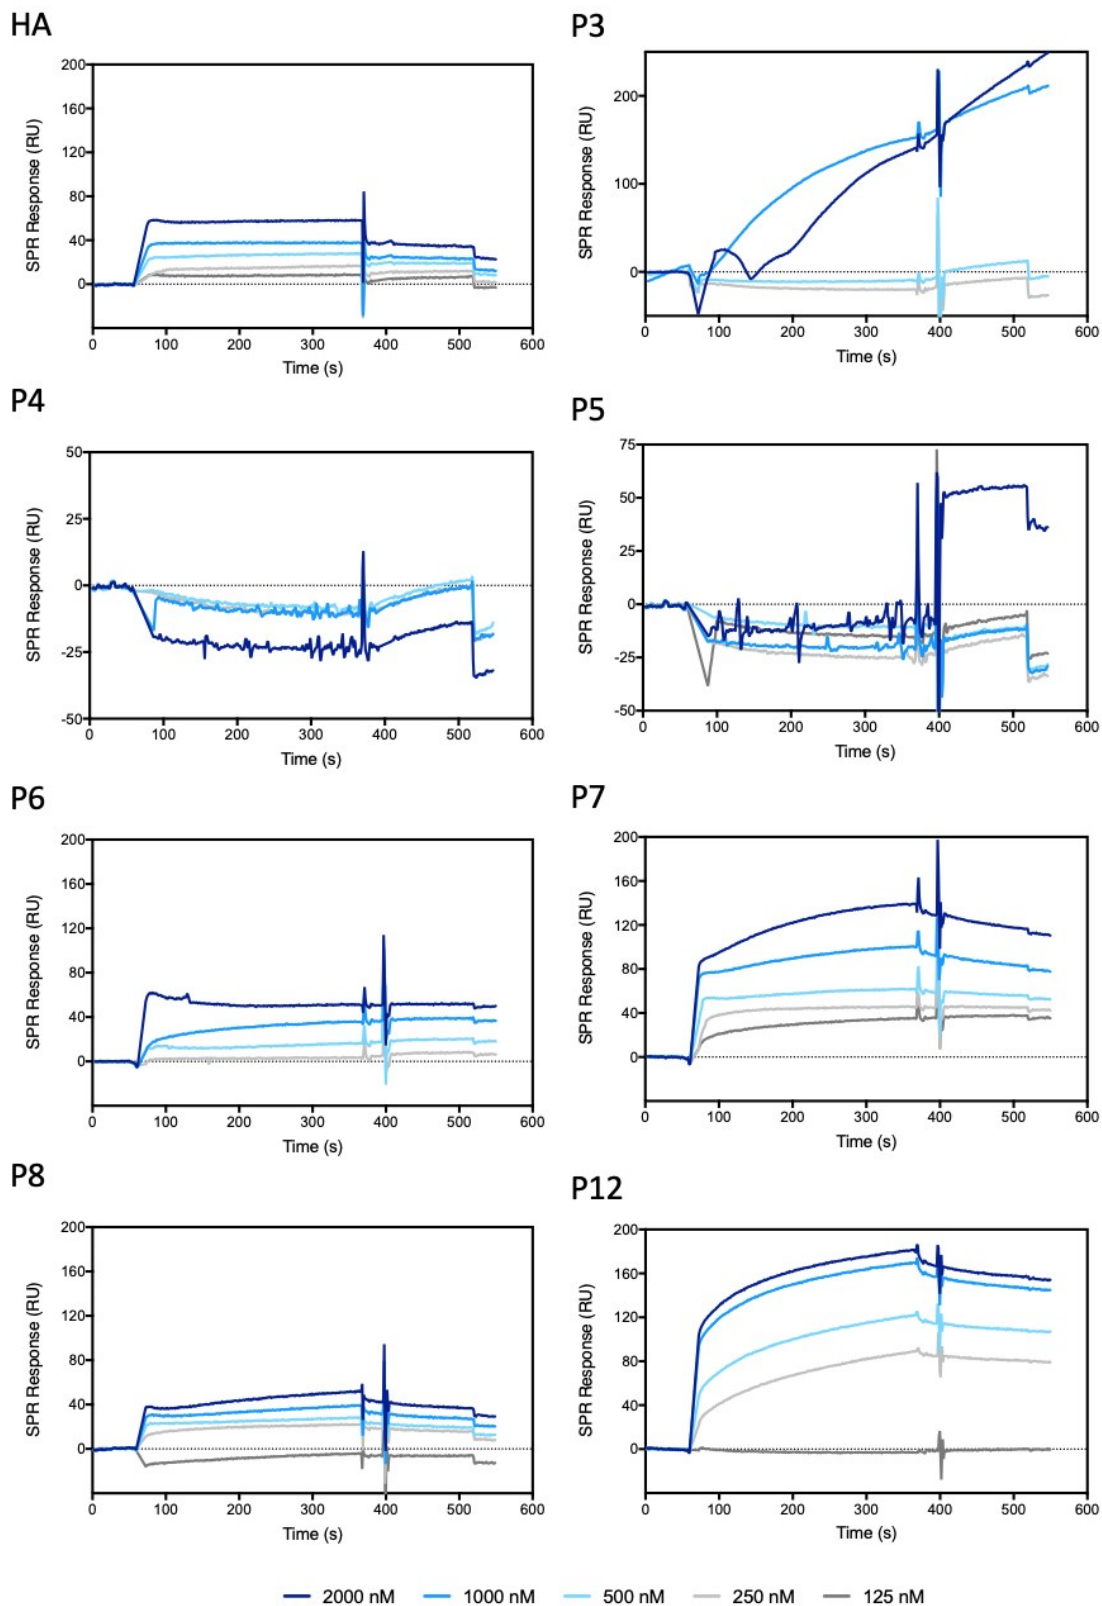 HA
P3
200
160
120
80
40
0
SPR Response (RU)
0 100 200 300 400 500 600
Time (s)
200
100
0
SPR Response (RU)
0 100 200 300 400 500 600
Time (s)
P4
P5
50
25
0
-25
-50
SPR Response (RU)
0 100 200 300 400 500 600
Time (s)
75
50
25
0
-25
-50
SPR Response (RU)
0 100 200 300 400 500 600
Time (s)
P6
P7
200
160
120
80
40
0
SPR Response (RU)
0 100 200 300 400 500 600
Time (s)
200
160
120
80
40
0
SPR Response (RU)
0 100 200 300 400 500 600
Time (s)
P8
P12
200
160
120
80
40
0
SPR Response (RU)
0 100 200 300 400 500 600
Time (s)
200
160
120
80
40
0
SPR Response (RU)
0 100 200 300 400 500 600
Time (s)
2000 nM 1000 nM 500 nM 250 nM 125 nM